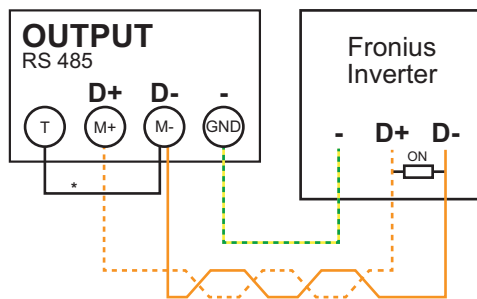 OUTPUT
RS 485
D+ D- -
T M+ M- GND
*
Fronius
Inverter
- D+ D-
ON